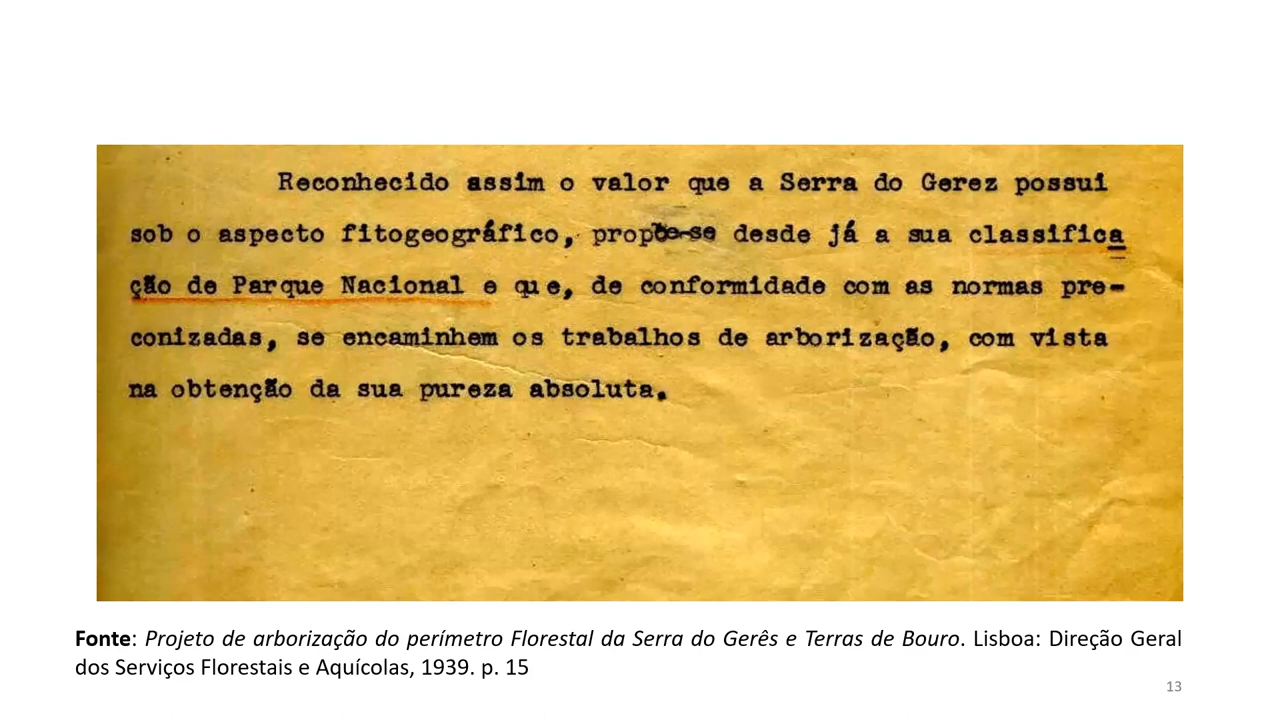 Reconhecido assim o valor que a Serra do Gerez possui
sob o aspecto fitogeográfico, propõe-se desde já a sua classifica
ção de Parque Nacional e que, de conformidade com as normas pre-
conizadas, se encaminhem os trabalhos de arborização, com vista
na obtenção da sua pureza absoluta.
Fonte: Projeto de arborização do perímetro Florestal da Serra do Gerês e Terras de Bouro. Lisboa: Direção Geral
dos Serviços Florestais e Aquícolas, 1939. p. 15
13